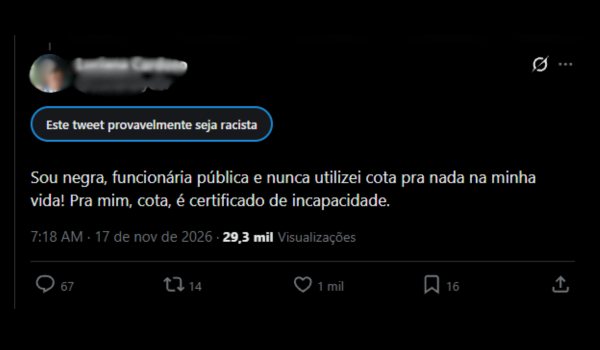 Este tweet provavelmente seja racista
Sou negra, funcionária pública e nunca utilizei cota pra nada na minha
vida! Pra mim, cota, é certificado de incapacidade.
7:18 AM · 17 de nov de 2026 · 29,3 mil Visualizações
67 14 1 mil 16